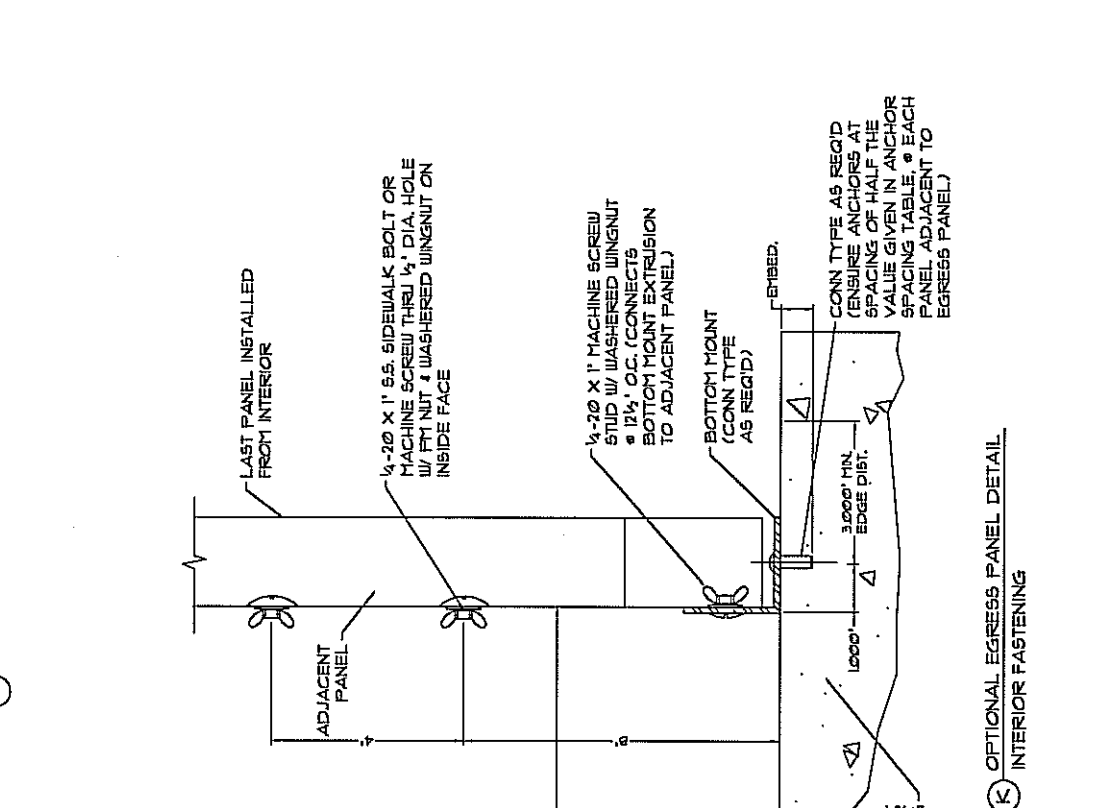 LAST PANEL INSTALLED
FROM INTERIOR
1/4-20 X 1" S.S. SIDEWALK BOLT OR
MACHINE SCREW THRU 1/2" DIA. HOLE
W/ PM NUT & WASHERED WINGNUT ON
INSIDE FACE
1/4-20 X 1" MACHINE SCREW
STUD W/ WASHERED WINGNUT
@ 12 1/2" O.C. (CONNECTS
BOTTOM MOUNT EXTRUSION
TO ADJACENT PANEL)
BOTTOM MOUNT
(CONN TYPE
AS REQ'D)
EMBED.
CONN TYPE AS REQ'D
(ENSURE ANCHORS AT
SPACING OF HALF THE
VALUE GIVEN IN ANCHOR
SPACING TABLE, @ EACH
PANEL ADJACENT TO
EGRESS PANEL)
ADJACENT
PANEL
4"
8"
1.000"
3.000" MN.
EDGE DIST.
K OPTIONAL EGRESS PANEL DETAIL
INTERIOR FASTENING